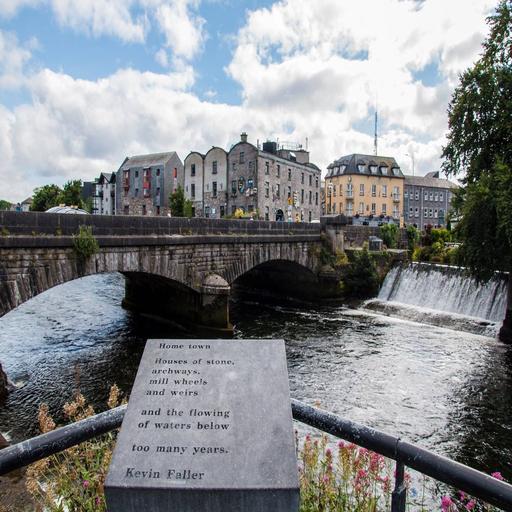 Home town
Houses of stone,
archways,
mill wheels
and weirs
and the flowing
of waters below
too many years.
Kevin Faller